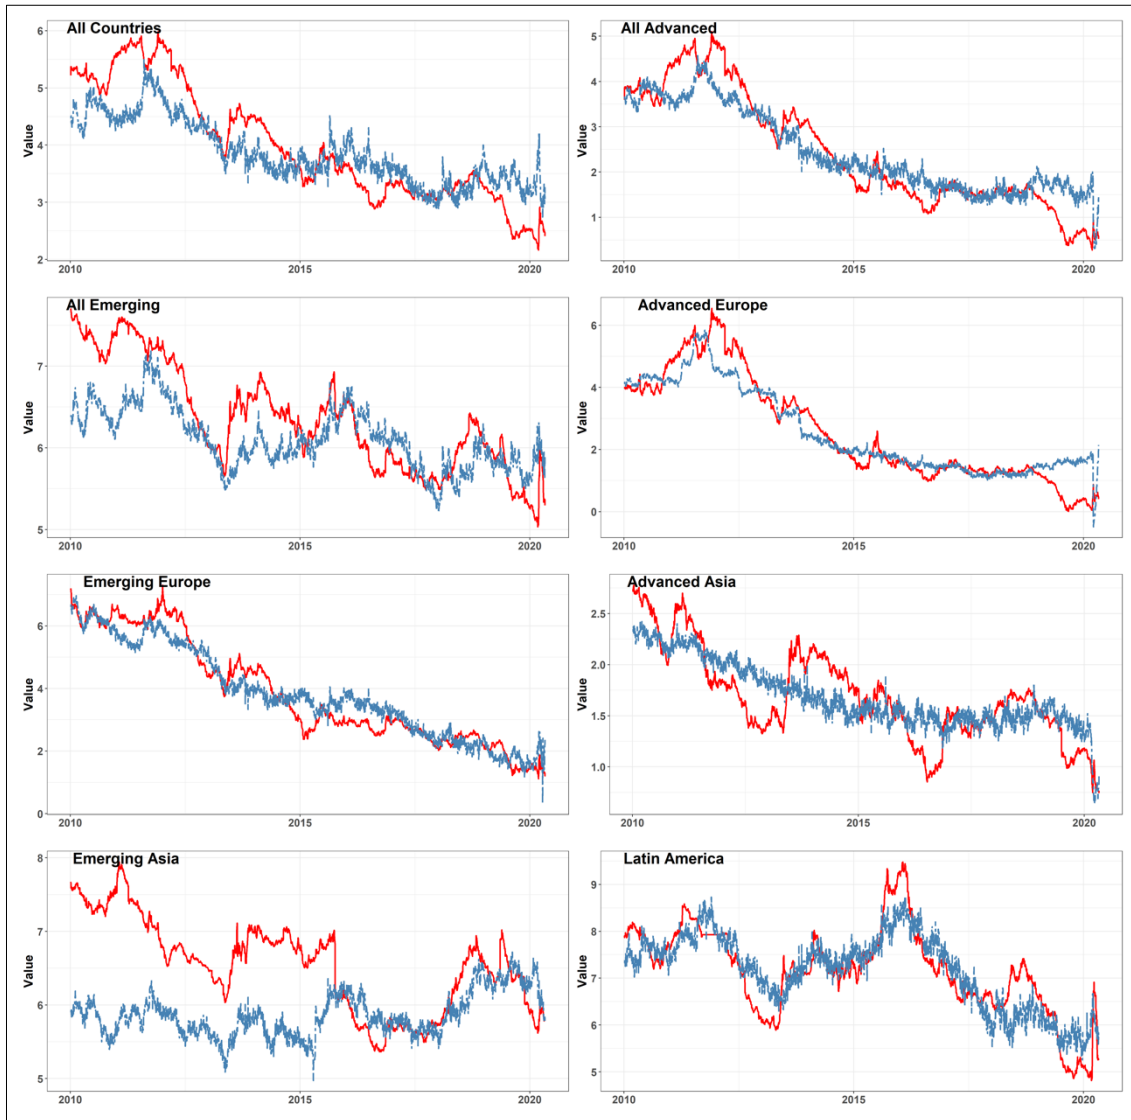 All Countries
Value
6
5
4
3
2
2010 2015 2020
All Advanced
Value
5
4
3
2
1
2010 2015 2020
All Emerging
Value
7
6
5
2010 2015 2020
Advanced Europe
Value
6
4
2
0
2010 2015 2020
Emerging Europe
Value
6
4
2
0
2010 2015 2020
Advanced Asia
Value
2.5
2.0
1.5
1.0
2010 2015 2020
Emerging Asia
Value
8
7
6
5
2010 2015 2020
Latin America
Value
9
8
7
6
5
2010 2015 2020